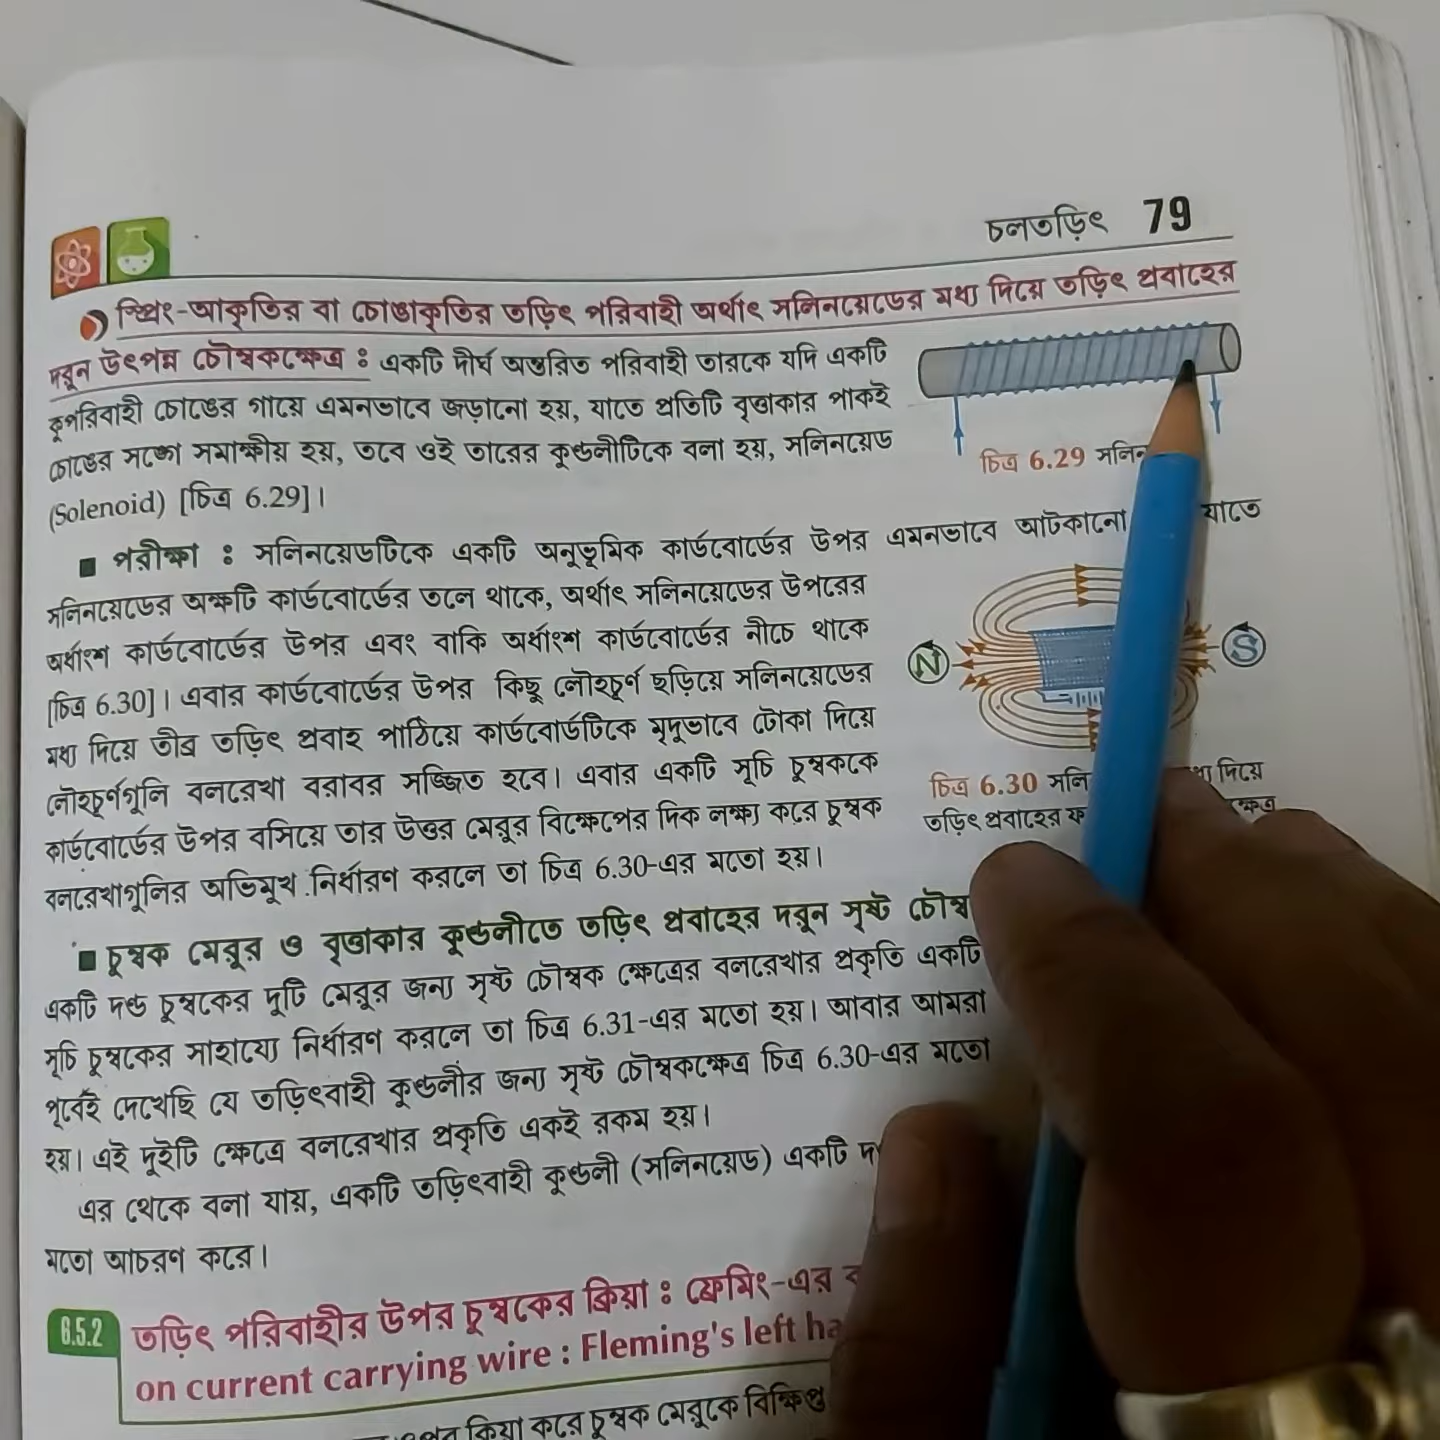 চলতড়িৎ 79
স্প্রিং-আকৃতির বা চোঙাকৃতির তড়িৎ পরিবাহী অর্থাৎ সলিনয়েডের মধ্য দিয়ে তড়িৎ প্রবাহের
দরুন উৎপন্ন চৌম্বকক্ষেত্র : একটি দীর্ঘ অন্তরিত পরিবাহী তারকে যদি একটি
কুপরিবাহী চোঙের গায়ে এমনভাবে জড়ানো হয়, যাতে প্রতিটি বৃত্তাকার পাকই
চোঙের সঙ্গে সমাক্ষীয় হয়, তবে ওই তারের কুণ্ডলীটিকে বলা হয়, সলিনয়েড
(Solenoid) [চিত্র 6.29]।
চিত্র 6.29
■ পরীক্ষা : সলিনয়েডটিকে একটি অনুভূমিক কার্ডবোর্ডের উপর এমনভাবে আটকানো যাতে
সলিনয়েডের অক্ষটি কার্ডবোর্ডের তলে থাকে, অর্থাৎ সলিনয়েডের উপরের
অর্ধাংশ কার্ডবোর্ডের উপর এবং বাকি অর্ধাংশ কার্ডবোর্ডের নীচে থাকে
[চিত্র 6.30]। এবার কার্ডবোর্ডের উপর কিছু লৌহচূর্ণ ছড়িয়ে সলিনয়েডের
মধ্য দিয়ে তীব্র তড়িৎ প্রবাহ পাঠিয়ে কার্ডবোর্ডটিকে মৃদুভাবে টোকা দিয়ে
লৌহচূর্ণগুলি বলরেখা বরাবর সজ্জিত হবে। এবার একটি সূচি চুম্বককে
কার্ডবোর্ডের উপর বসিয়ে তার উত্তর মেরুর বিক্ষেপের দিক লক্ষ্য করে চুম্বক
বলরেখাগুলির অভিমুখ নির্ধারণ করলে তা চিত্র 6.30-এর মতো হয়।
N
S
চিত্র 6.30 দিয়ে
তড়িৎ প্রবাহের
■ চুম্বক মেরুর ও বৃত্তাকার কুণ্ডলীতে তড়িৎ প্রবাহের দরুন সৃষ্ট
একটি দণ্ড চুম্বকের দুটি মেরুর জন্য সৃষ্ট চৌম্বক ক্ষেত্রের বলরেখার প্রকৃতি একটি
সূচি চুম্বকের সাহায্যে নির্ধারণ করলে তা চিত্র 6.31-এর মতো হয়। আবার আমরা
পূর্বেই দেখেছি যে তড়িৎবাহী কুণ্ডলীর জন্য সৃষ্ট চৌম্বকক্ষেত্র চিত্র 6.30-এর মতো
হয়। এই দুইটি ক্ষেত্রে বলরেখার প্রকৃতি একই রকম হয়।
এর থেকে বলা যায়, একটি তড়িৎবাহী কুণ্ডলী (সলিনয়েড) একটি
মতো আচরণ করে।
6.5.2 তড়িৎ পরিবাহীর উপর চুম্বকের ক্রিয়া : ফ্লেমিং-এর
on current carrying wire : Fleming's left
ক্রিয়া করে চুম্বক মেরুকে বিক্ষিপ্ত